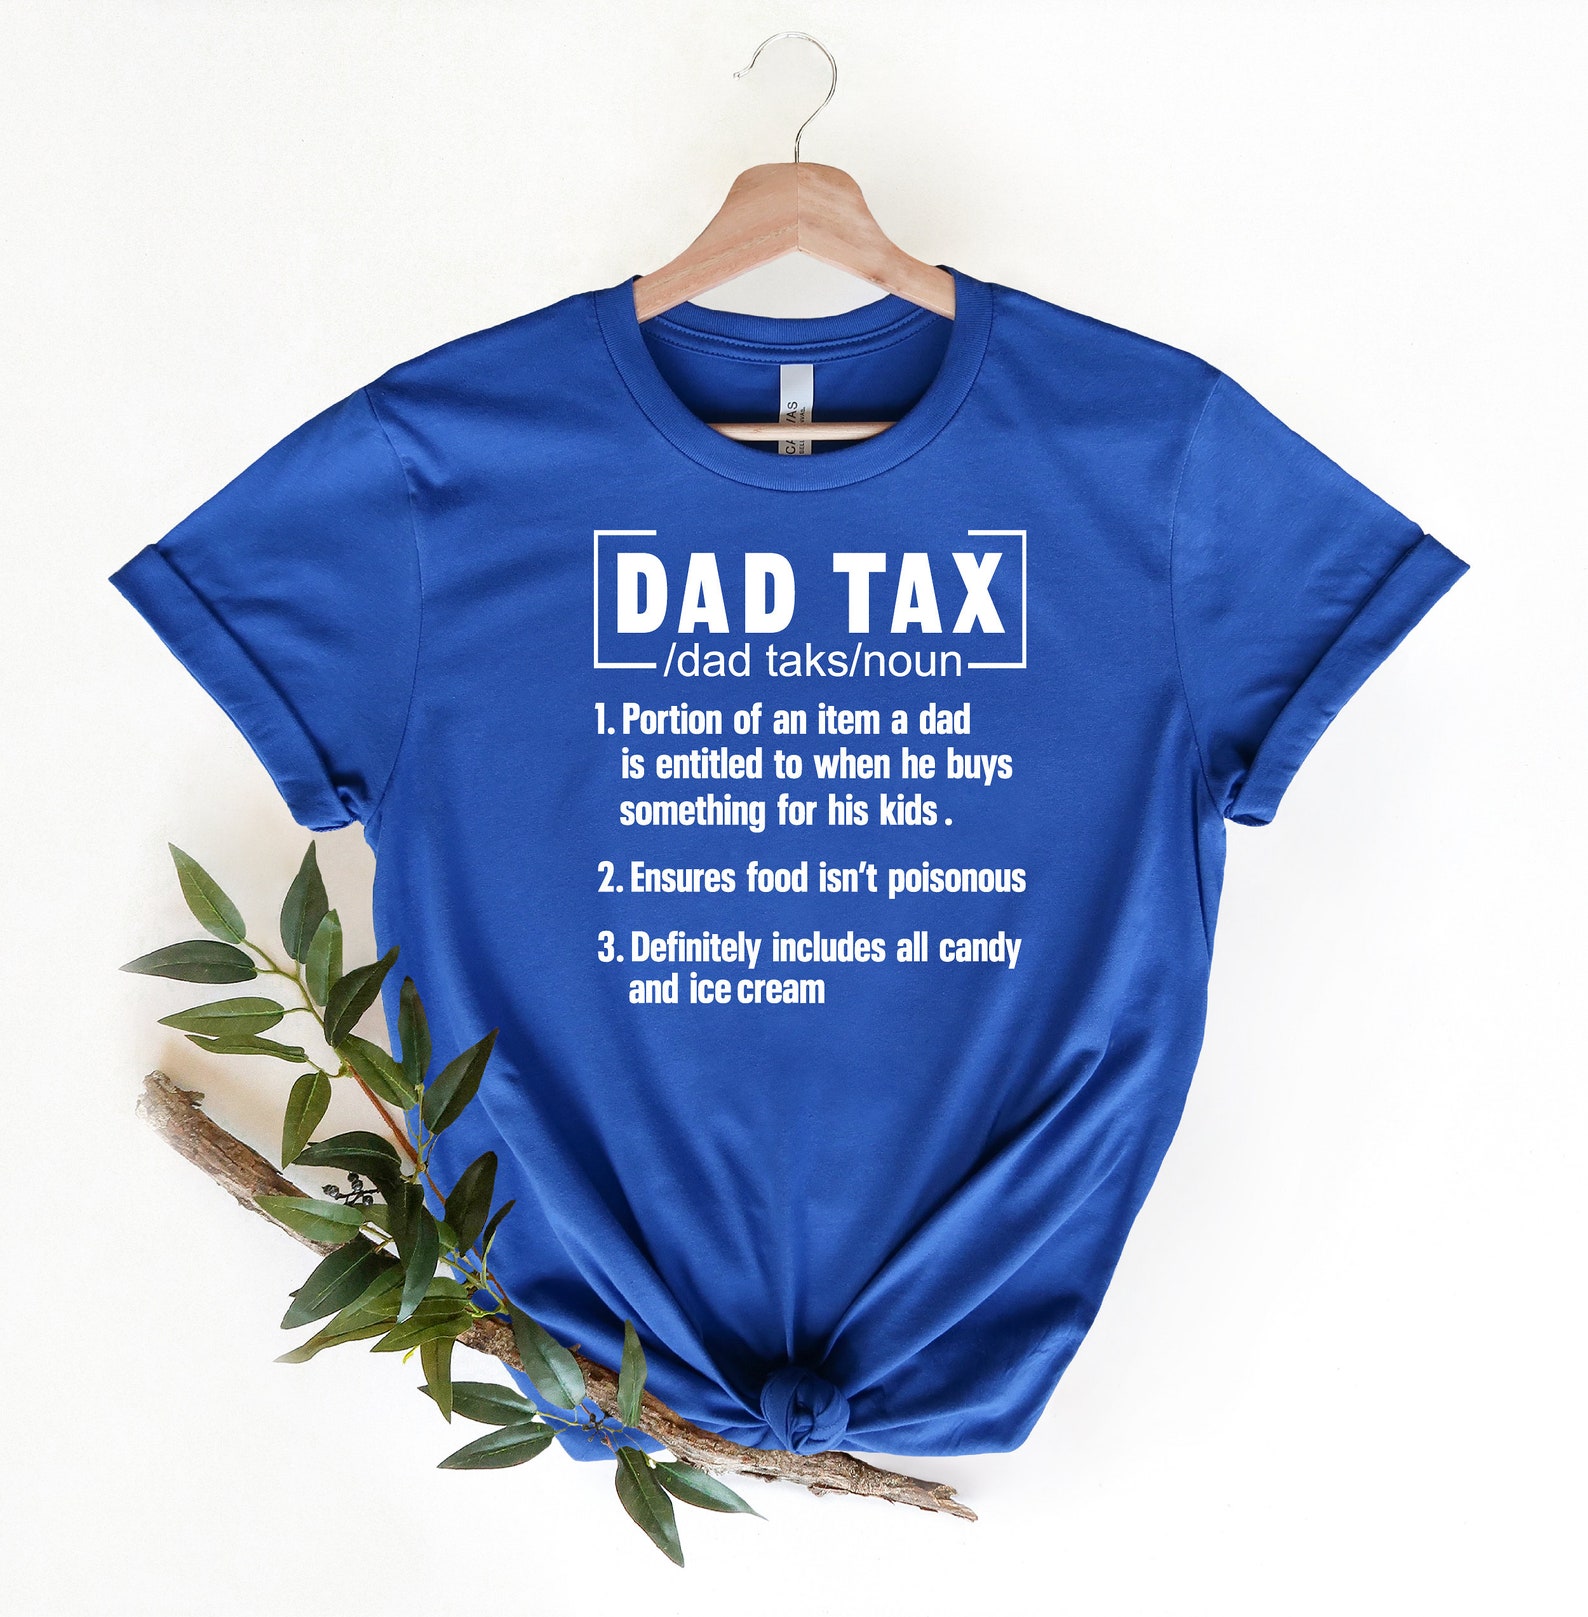 CANVAS
DAD TAX
/dad taks/noun
1. Portion of an item a dad
is entitled to when he buys
something for his kids .
2. Ensures food isn't poisonous
3. Definitely includes all candy
and ice cream